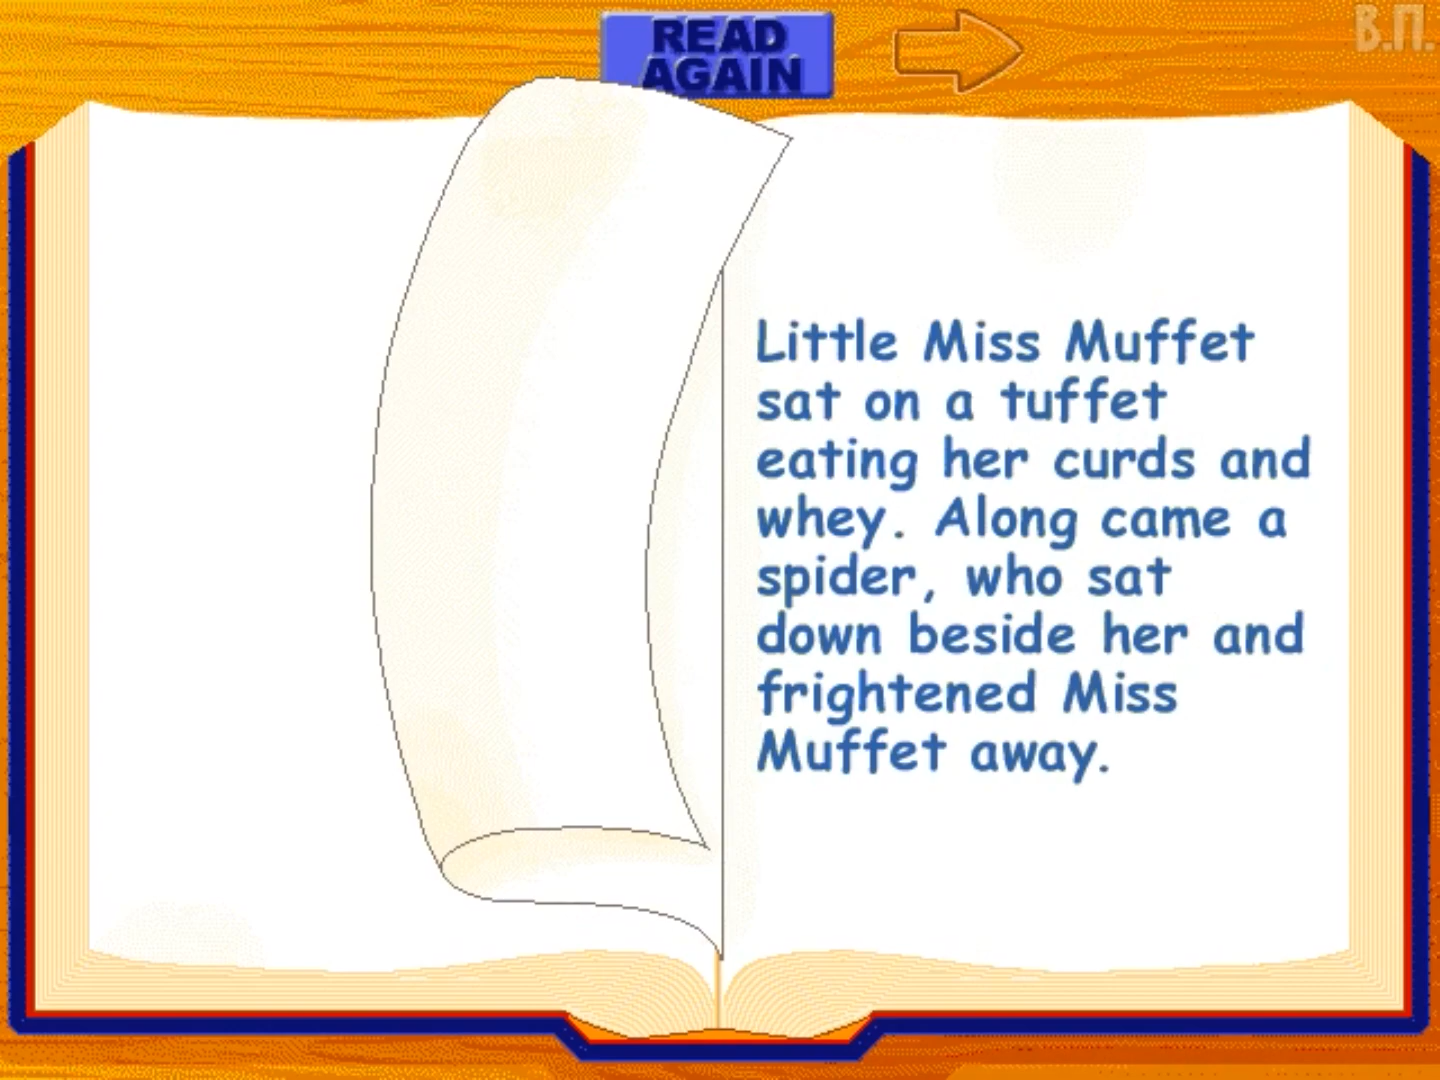 READ
AGAIN
В.П.
Little Miss Muffet
sat on a tuffet
eating her curds and
whey. Along came a
spider, who sat
down beside her and
frightened Miss
Muffet away.